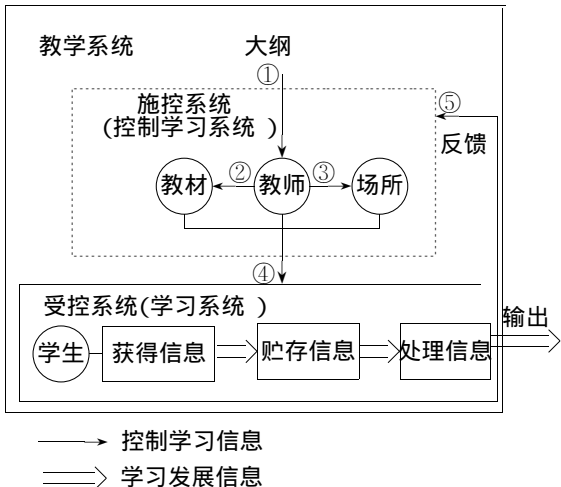 教学系统
大纲
①
施控系统
(控制学习系统 )
⑤
反馈
教材
②
教师
③
场所
④
受控系统(学习系统 )
输出
学生
获得信息
贮存信息
处理信息
控制学习信息
学习发展信息